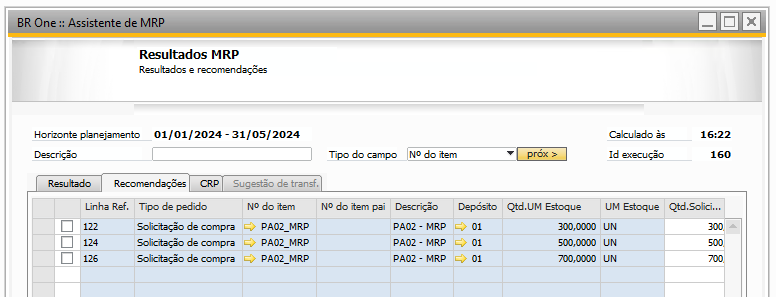 BR One :: Assistente de MRP
Resultados MRP
Resultados e recomendações
Horizonte planejamento 01/01/2024 - 31/05/2024 Calculado às 16:22
Descrição Tipo do campo Nº do item próx > Id execução 160
Resultado Recomendações CRP Sugestão de transf.
Linha Ref. Tipo de pedido Nº do item Nº do item pai Descrição Depósito Qtd.UM Estoque UM Estoque Qtd.Solici...
122 Solicitação de compra PA02_MRP PA02 - MRP 01 300,0000 UN 300,
124 Solicitação de compra PA02_MRP PA02 - MRP 01 500,0000 UN 500,
126 Solicitação de compra PA02_MRP PA02 - MRP 01 700,0000 UN 700,